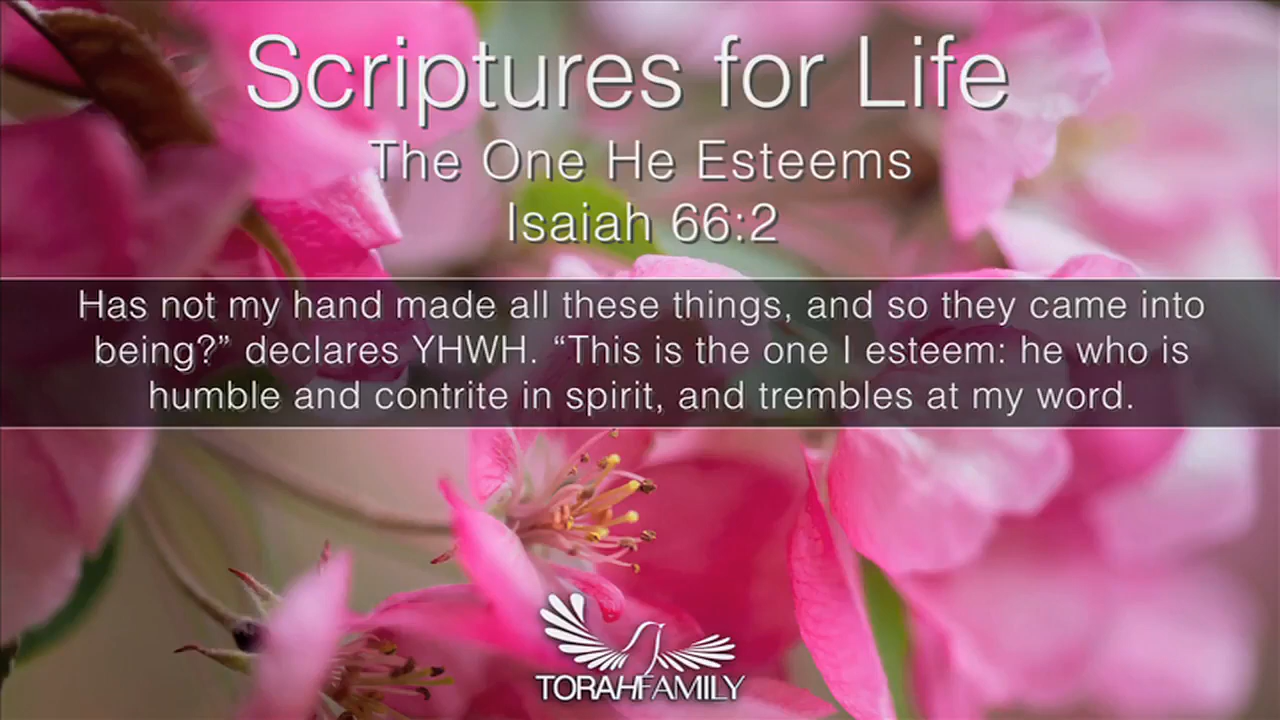 Scriptures for Life
The One He Esteems
Isaiah 66:2
Has not my hand made all these things, and so they came into
being?” declares YHWH. “This is the one I esteem: he who is
humble and contrite in spirit, and trembles at my word.
TORAHFAMILY